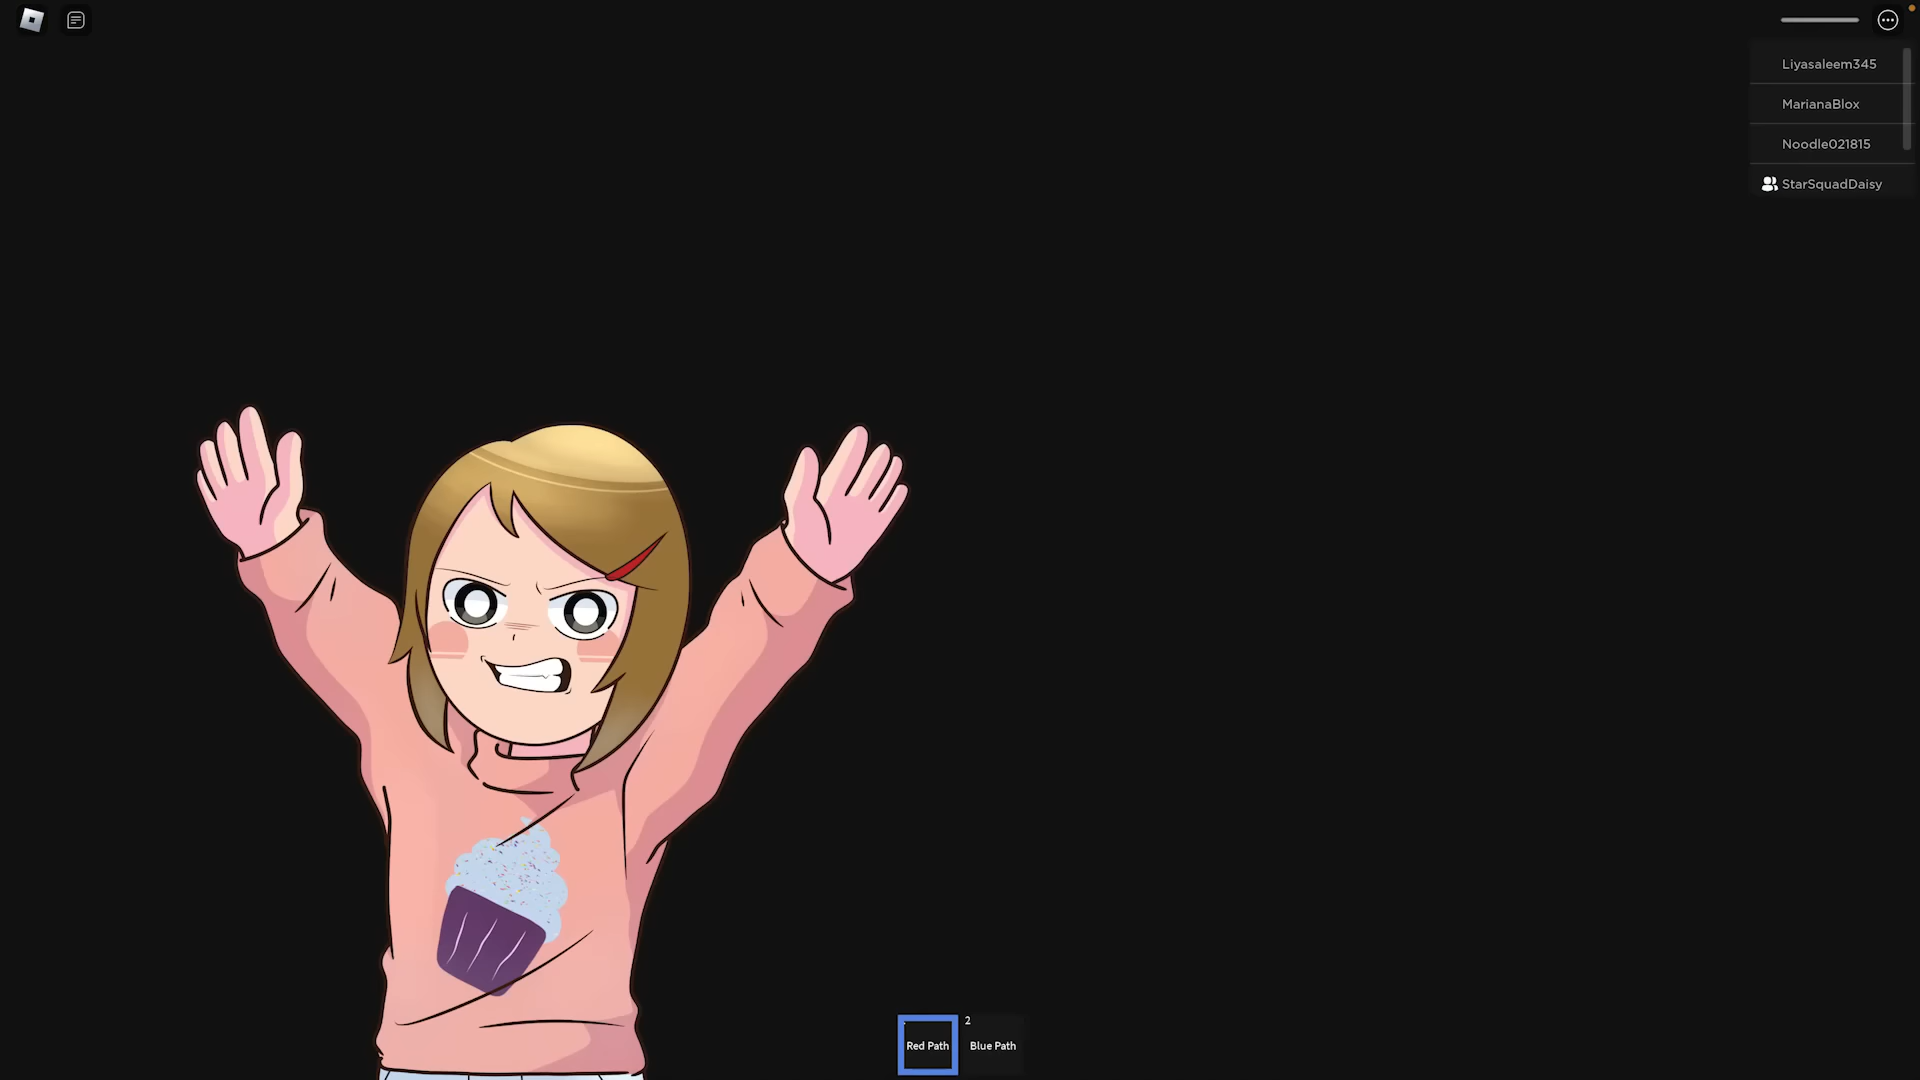 Liyasaleem345
MarianaBlox
Noodle021815
StarSquadDaisy
2
Red Path
Blue Path